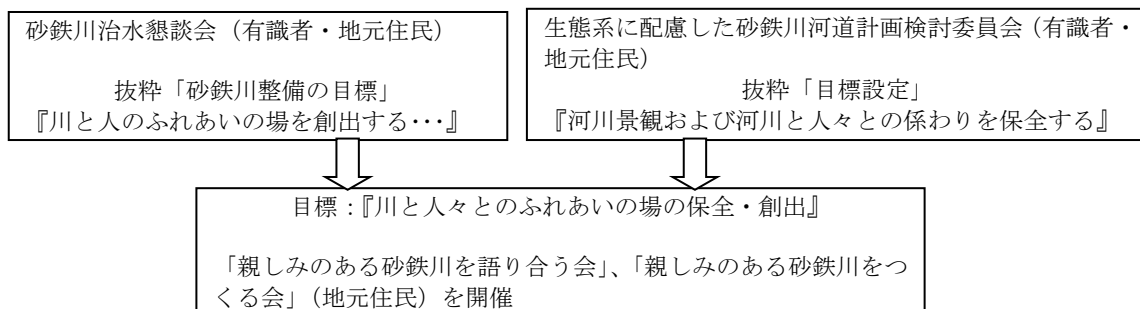 砂鉄川治水懇談会（有識者・地元住民）
抜粋「砂鉄川整備の目標」
『川と人のふれあいの場を創出する･･･』
生態系に配慮した砂鉄川河道計画検討委員会（有識者・
地元住民）
抜粋「目標設定」
『河川景観および河川と人々との係わりを保全する』
目標：『川と人々とのふれあいの場の保全・創出』
「親しみのある砂鉄川を語り合う会」、「親しみのある砂鉄川をつ
くる会」（地元住民）を開催